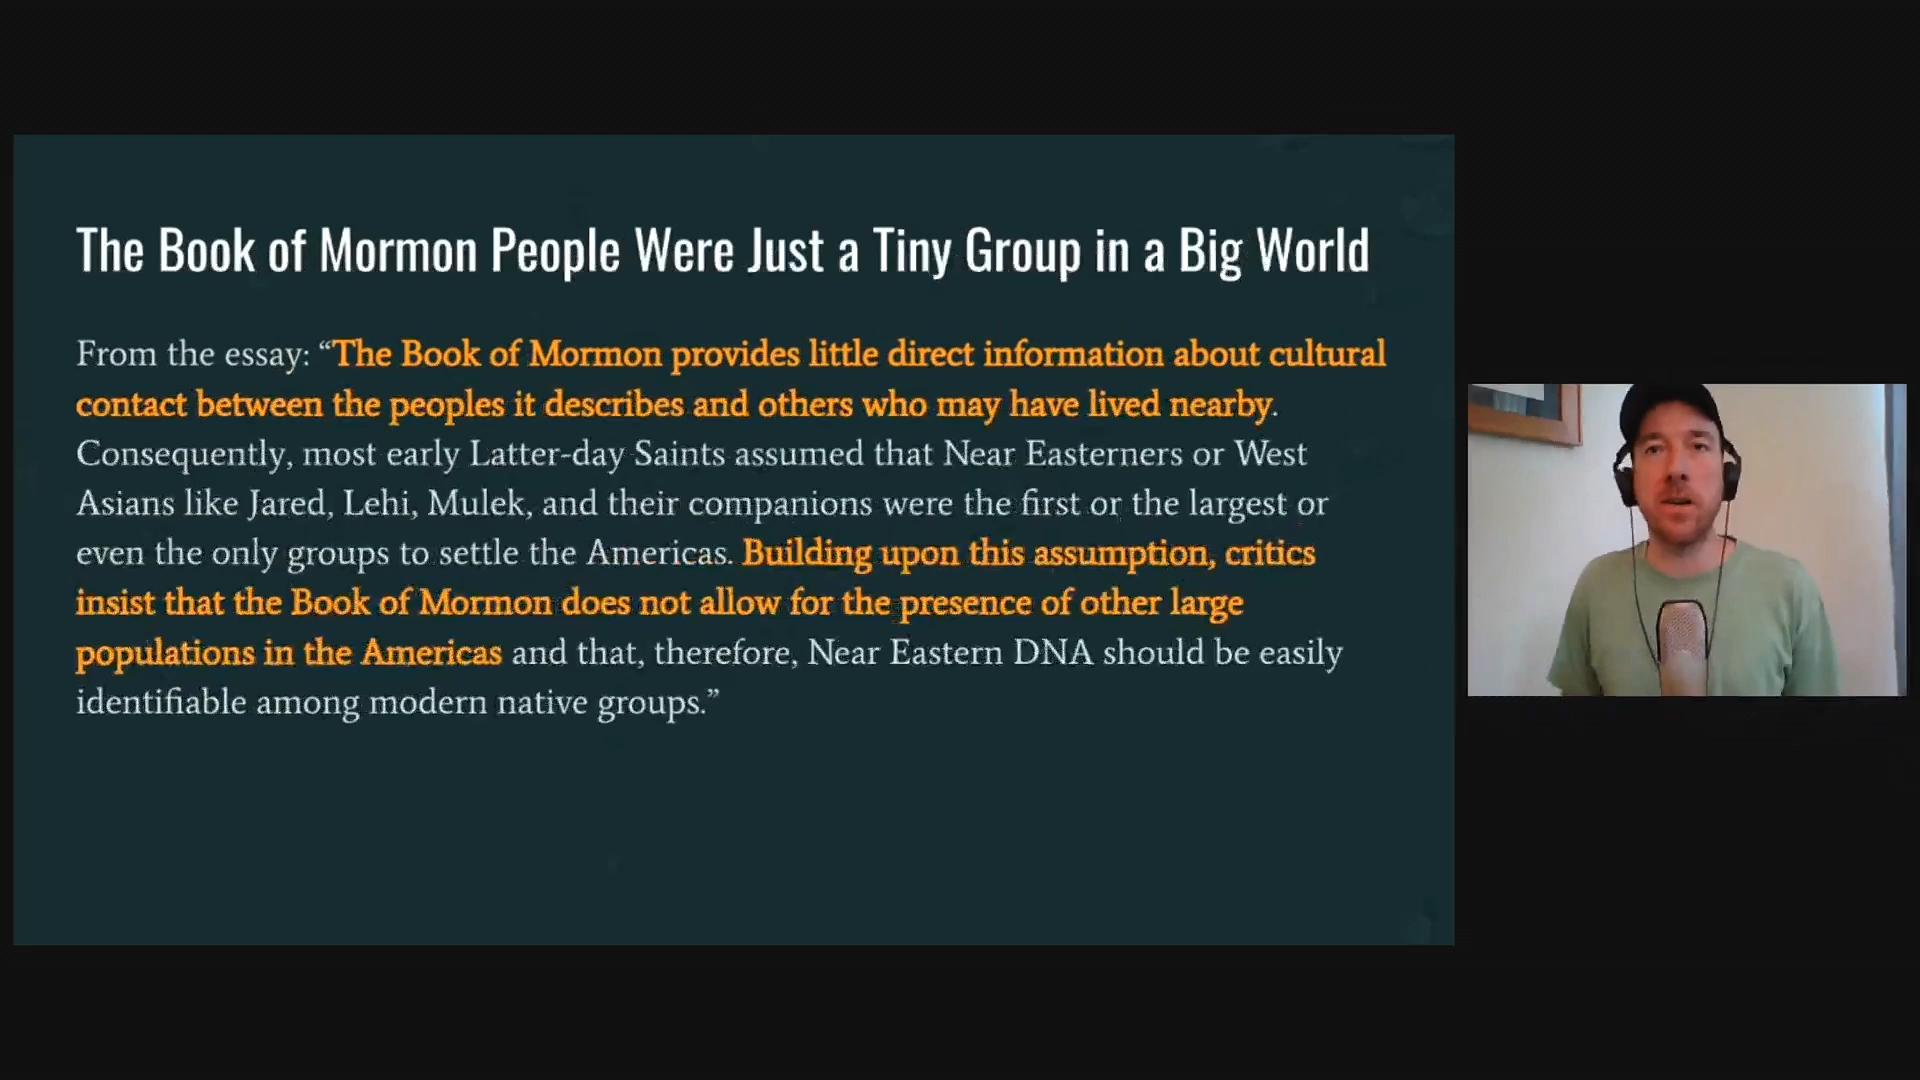 The Book of Mormon People Were Just a Tiny Group in a Big World
From the essay: “The Book of Mormon provides little direct information about cultural
contact between the peoples it describes and others who may have lived nearby.
Consequently, most early Latter-day Saints assumed that Near Easterners or West
Asians like Jared, Lehi, Mulek, and their companions were the first or the largest or
even the only groups to settle the Americas. Building upon this assumption, critics
insist that the Book of Mormon does not allow for the presence of other large
populations in the Americas and that, therefore, Near Eastern DNA should be easily
identifiable among modern native groups.”